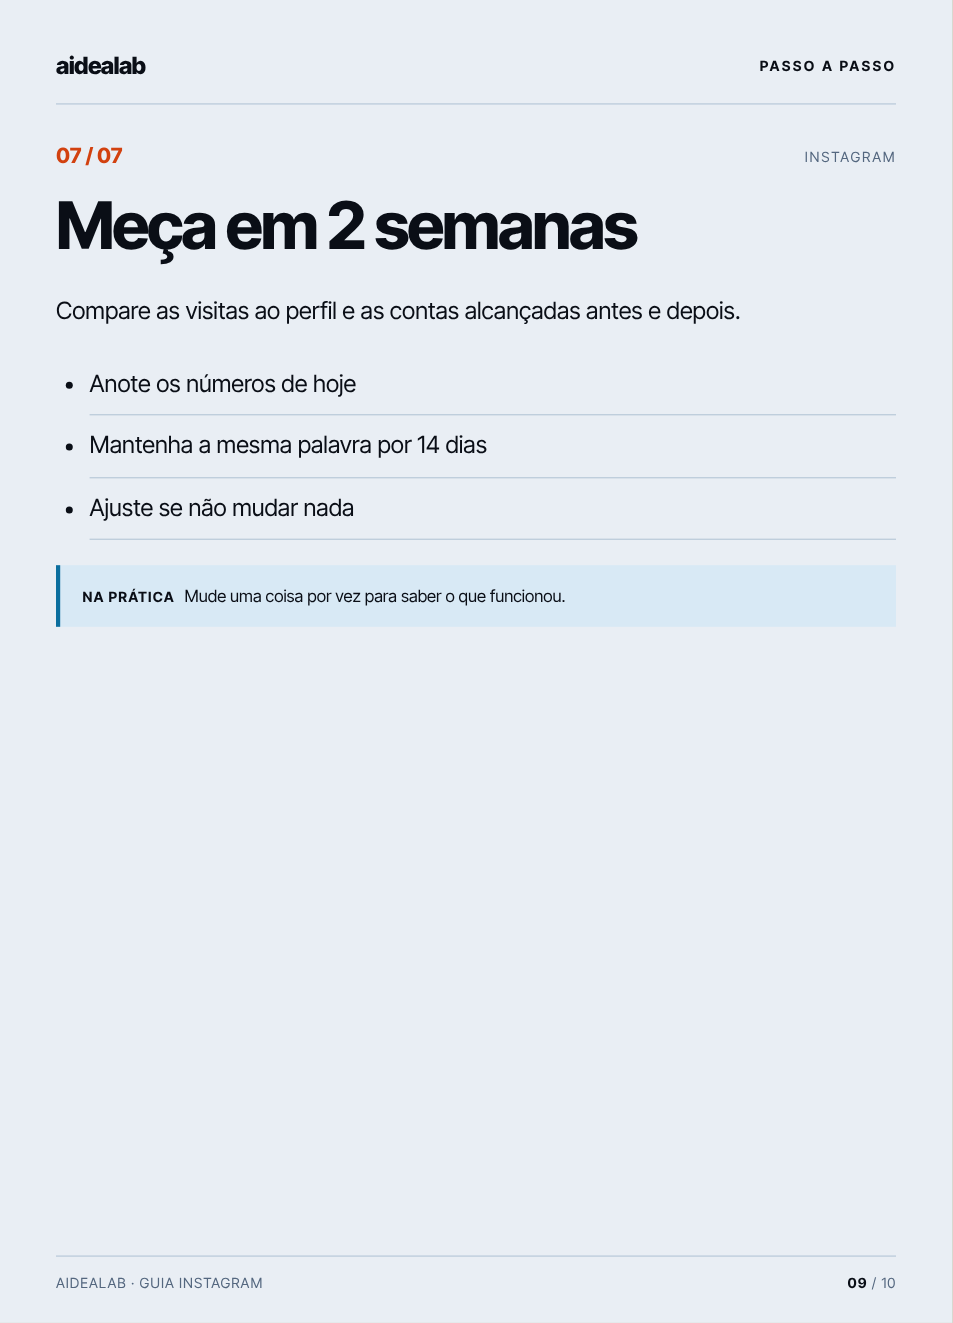 aidealab
PASSO A PASSO
07 / 07
INSTAGRAM
Meça em 2 semanas
Compare as visitas ao perfil e as contas alcançadas antes e depois.
• Anote os números de hoje
• Mantenha a mesma palavra por 14 dias
• Ajuste se não mudar nada
NA PRÁTICA Mude uma coisa por vez para saber o que funcionou.
AIDEALAB · GUIA INSTAGRAM
09 / 10